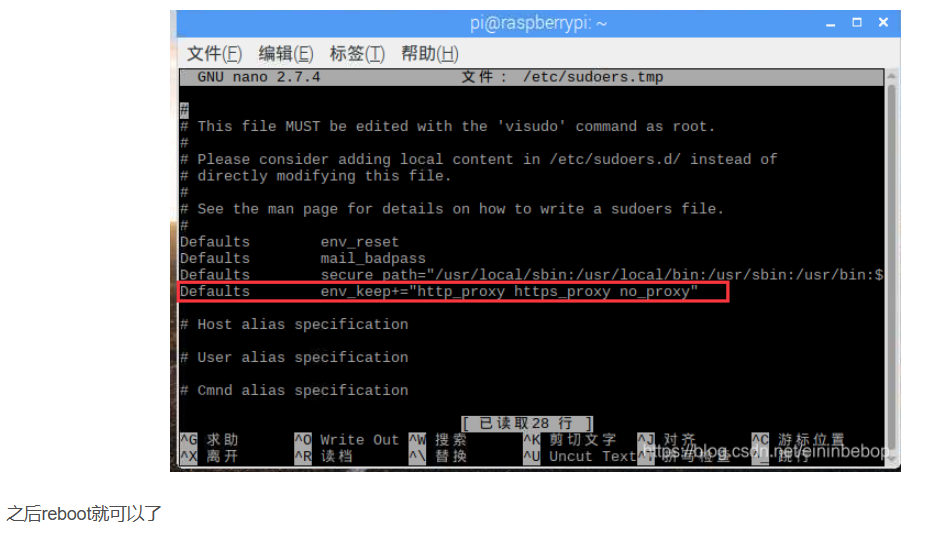 pi@raspberrypi: ~
文件(F) 编辑(E) 标签(T) 帮助(H)
GNU nano 2.7.4 文件： /etc/sudoers.tmp
#
# This file MUST be edited with the 'visudo' command as root.
#
# Please consider adding local content in /etc/sudoers.d/ instead of
# directly modifying this file.
#
# See the man page for details on how to write a sudoers file.
#
Defaults env_reset
Defaults mail_badpass
Defaults secure_path="/usr/local/sbin:/usr/local/bin:/usr/sbin:/usr/bin:$
Defaults env_keep+="http_proxy https_proxy no_proxy"
# Host alias specification
# User alias specification
# Cmnd alias specification
[ 已读取28 行 ]
^G 求助 ^O Write Out ^W 搜索 ^K 剪切文字 ^J 对齐 ^C 游标位置
^X 离开 ^R 读档 ^\ 替换 ^U Uncut Text ^T 拼写检查 ^_ 跳行
https://blog.csdn.net/eininbebop
之后reboot就可以了